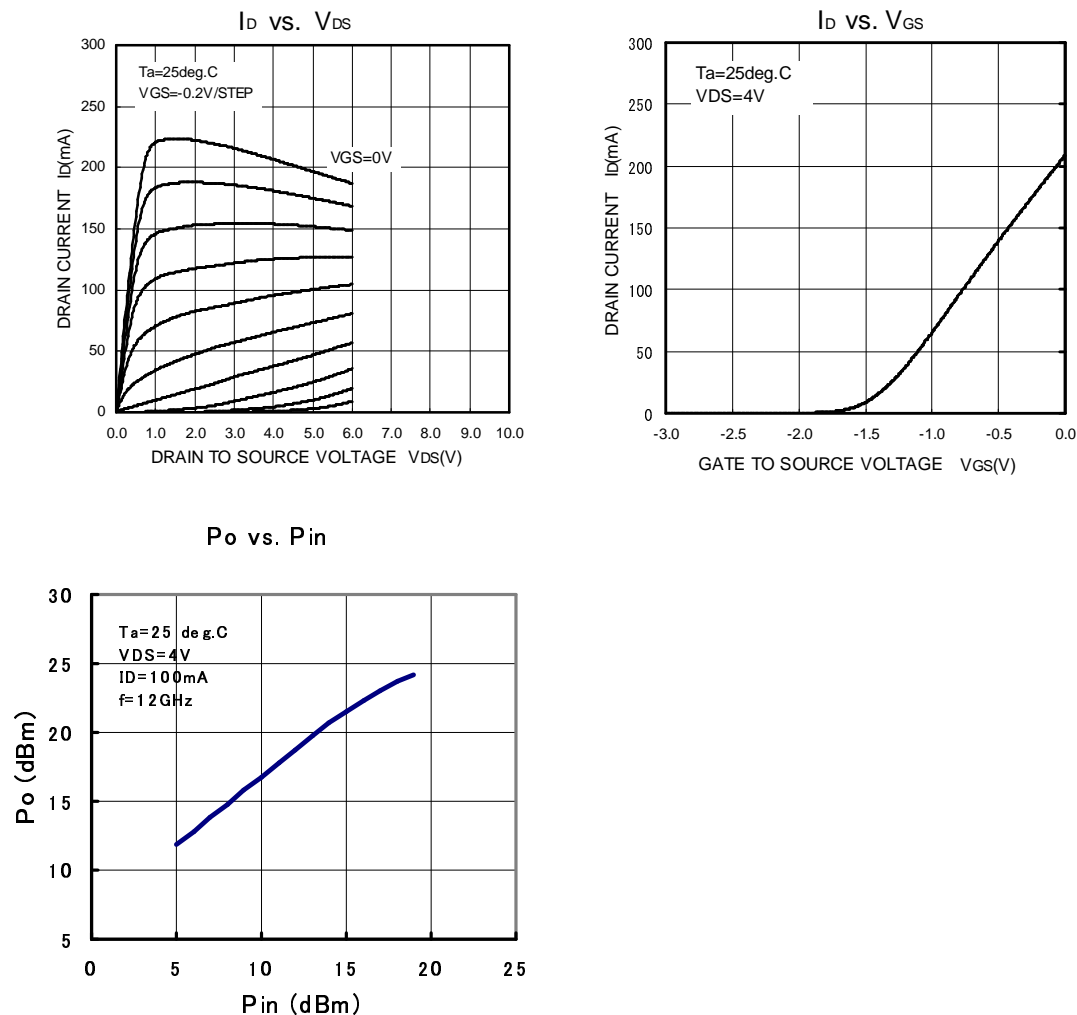 ID vs. VDS
300
250
200
150
100
50
0
Ta=25deg.C
VGS=-0.2V/STEP
VGS=0V
DRAIN CURRENT ID(mA)
0.0 1.0 2.0 3.0 4.0 5.0 6.0 7.0 8.0 9.0 10.0
DRAIN TO SOURCE VOLTAGE VDS(V)
ID vs. VGS
300
250
200
150
100
50
0
Ta=25deg.C
VDS=4V
DRAIN CURRENT ID(mA)
-3.0 -2.5 -2.0 -1.5 -1.0 -0.5 0.0
GATE TO SOURCE VOLTAGE VGS(V)
Po vs. Pin
30
25
20
15
10
5
Ta=25 deg.C
VDS=4V
ID=100mA
f=12GHz
Po (dBm)
0 5 10 15 20 25
Pin (dBm)